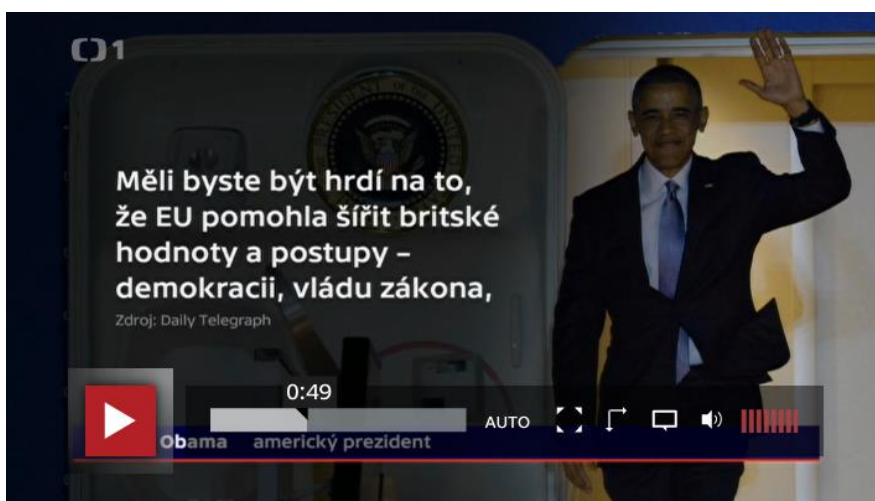 1
Měli byste být hrdí na to,
že EU pomohla šířit britské
hodnoty a postupy –
demokracii, vládu zákona,
Zdroj: Daily Telegraph
0:49
AUTO
Obama americký prezident